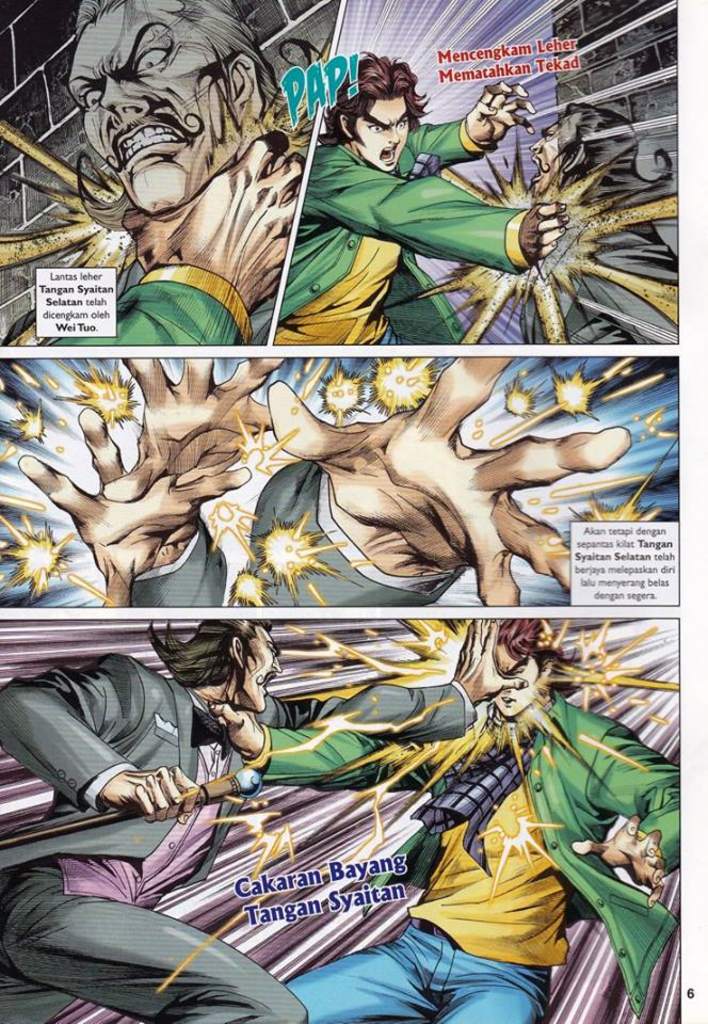 PAP!
Mencengkam Leher
Mematahkan Tekad
Lantas leher
Tangan Syaitan
Selatan telah
dicengkam oleh
Wei Tuo.
Akan tetapi dengan
sepantas kilat Tangan
Syaitan Selatan telah
berjaya melepaskan diri
lalu menyerang belas
dengan segera.
Cakaran Bayang
Tangan Syaitan
6